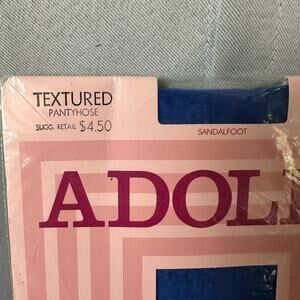 TEXTURED
PANTYHOSE
SUGG. RETAIL $4.50
SANDALFOOT
ADOL